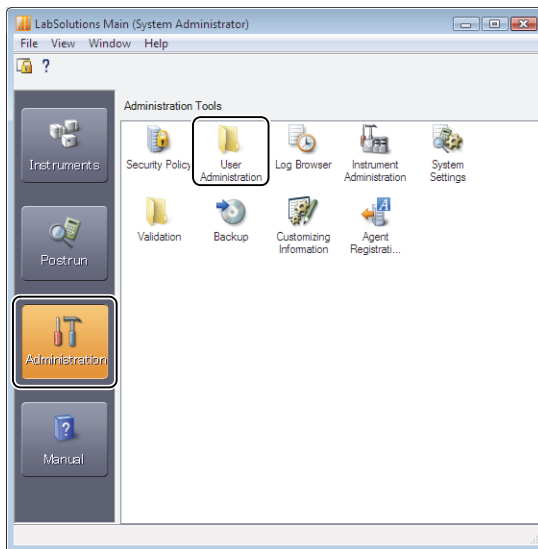 LabSolutions Main (System Administrator)
File View Window Help
?
Administration Tools
Instruments
Postrun
Administration
Manual
Security Policy
User
Administration
Log Browser
Instrument
Administration
System
Settings
Validation
Backup
Customizing
Information
Agent
Registrati...